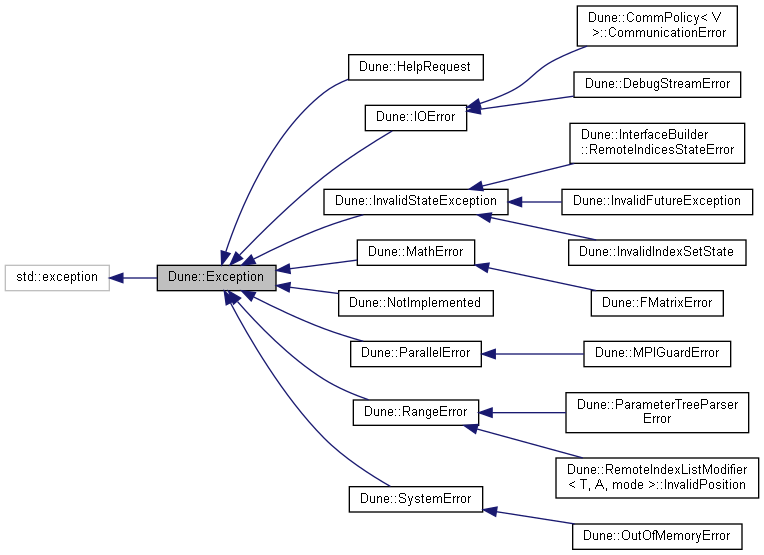 Dune::CommPolicy< V
>::CommunicationError
Dune::HelpRequest
Dune::DebugStreamError
Dune::IOError
Dune::InterfaceBuilder
::RemoteIndicesStateError
Dune::InvalidStateException
Dune::InvalidFutureException
Dune::MathError
Dune::InvalidIndexSetState
std::exception
Dune::Exception
Dune::NotImplemented
Dune::FMatrixError
Dune::ParallelError
Dune::MPIGuardError
Dune::RangeError
Dune::ParameterTreeParser
Error
Dune::RemoteIndexListModifier
< T, A, mode >::InvalidPosition
Dune::SystemError
Dune::OutOfMemoryError